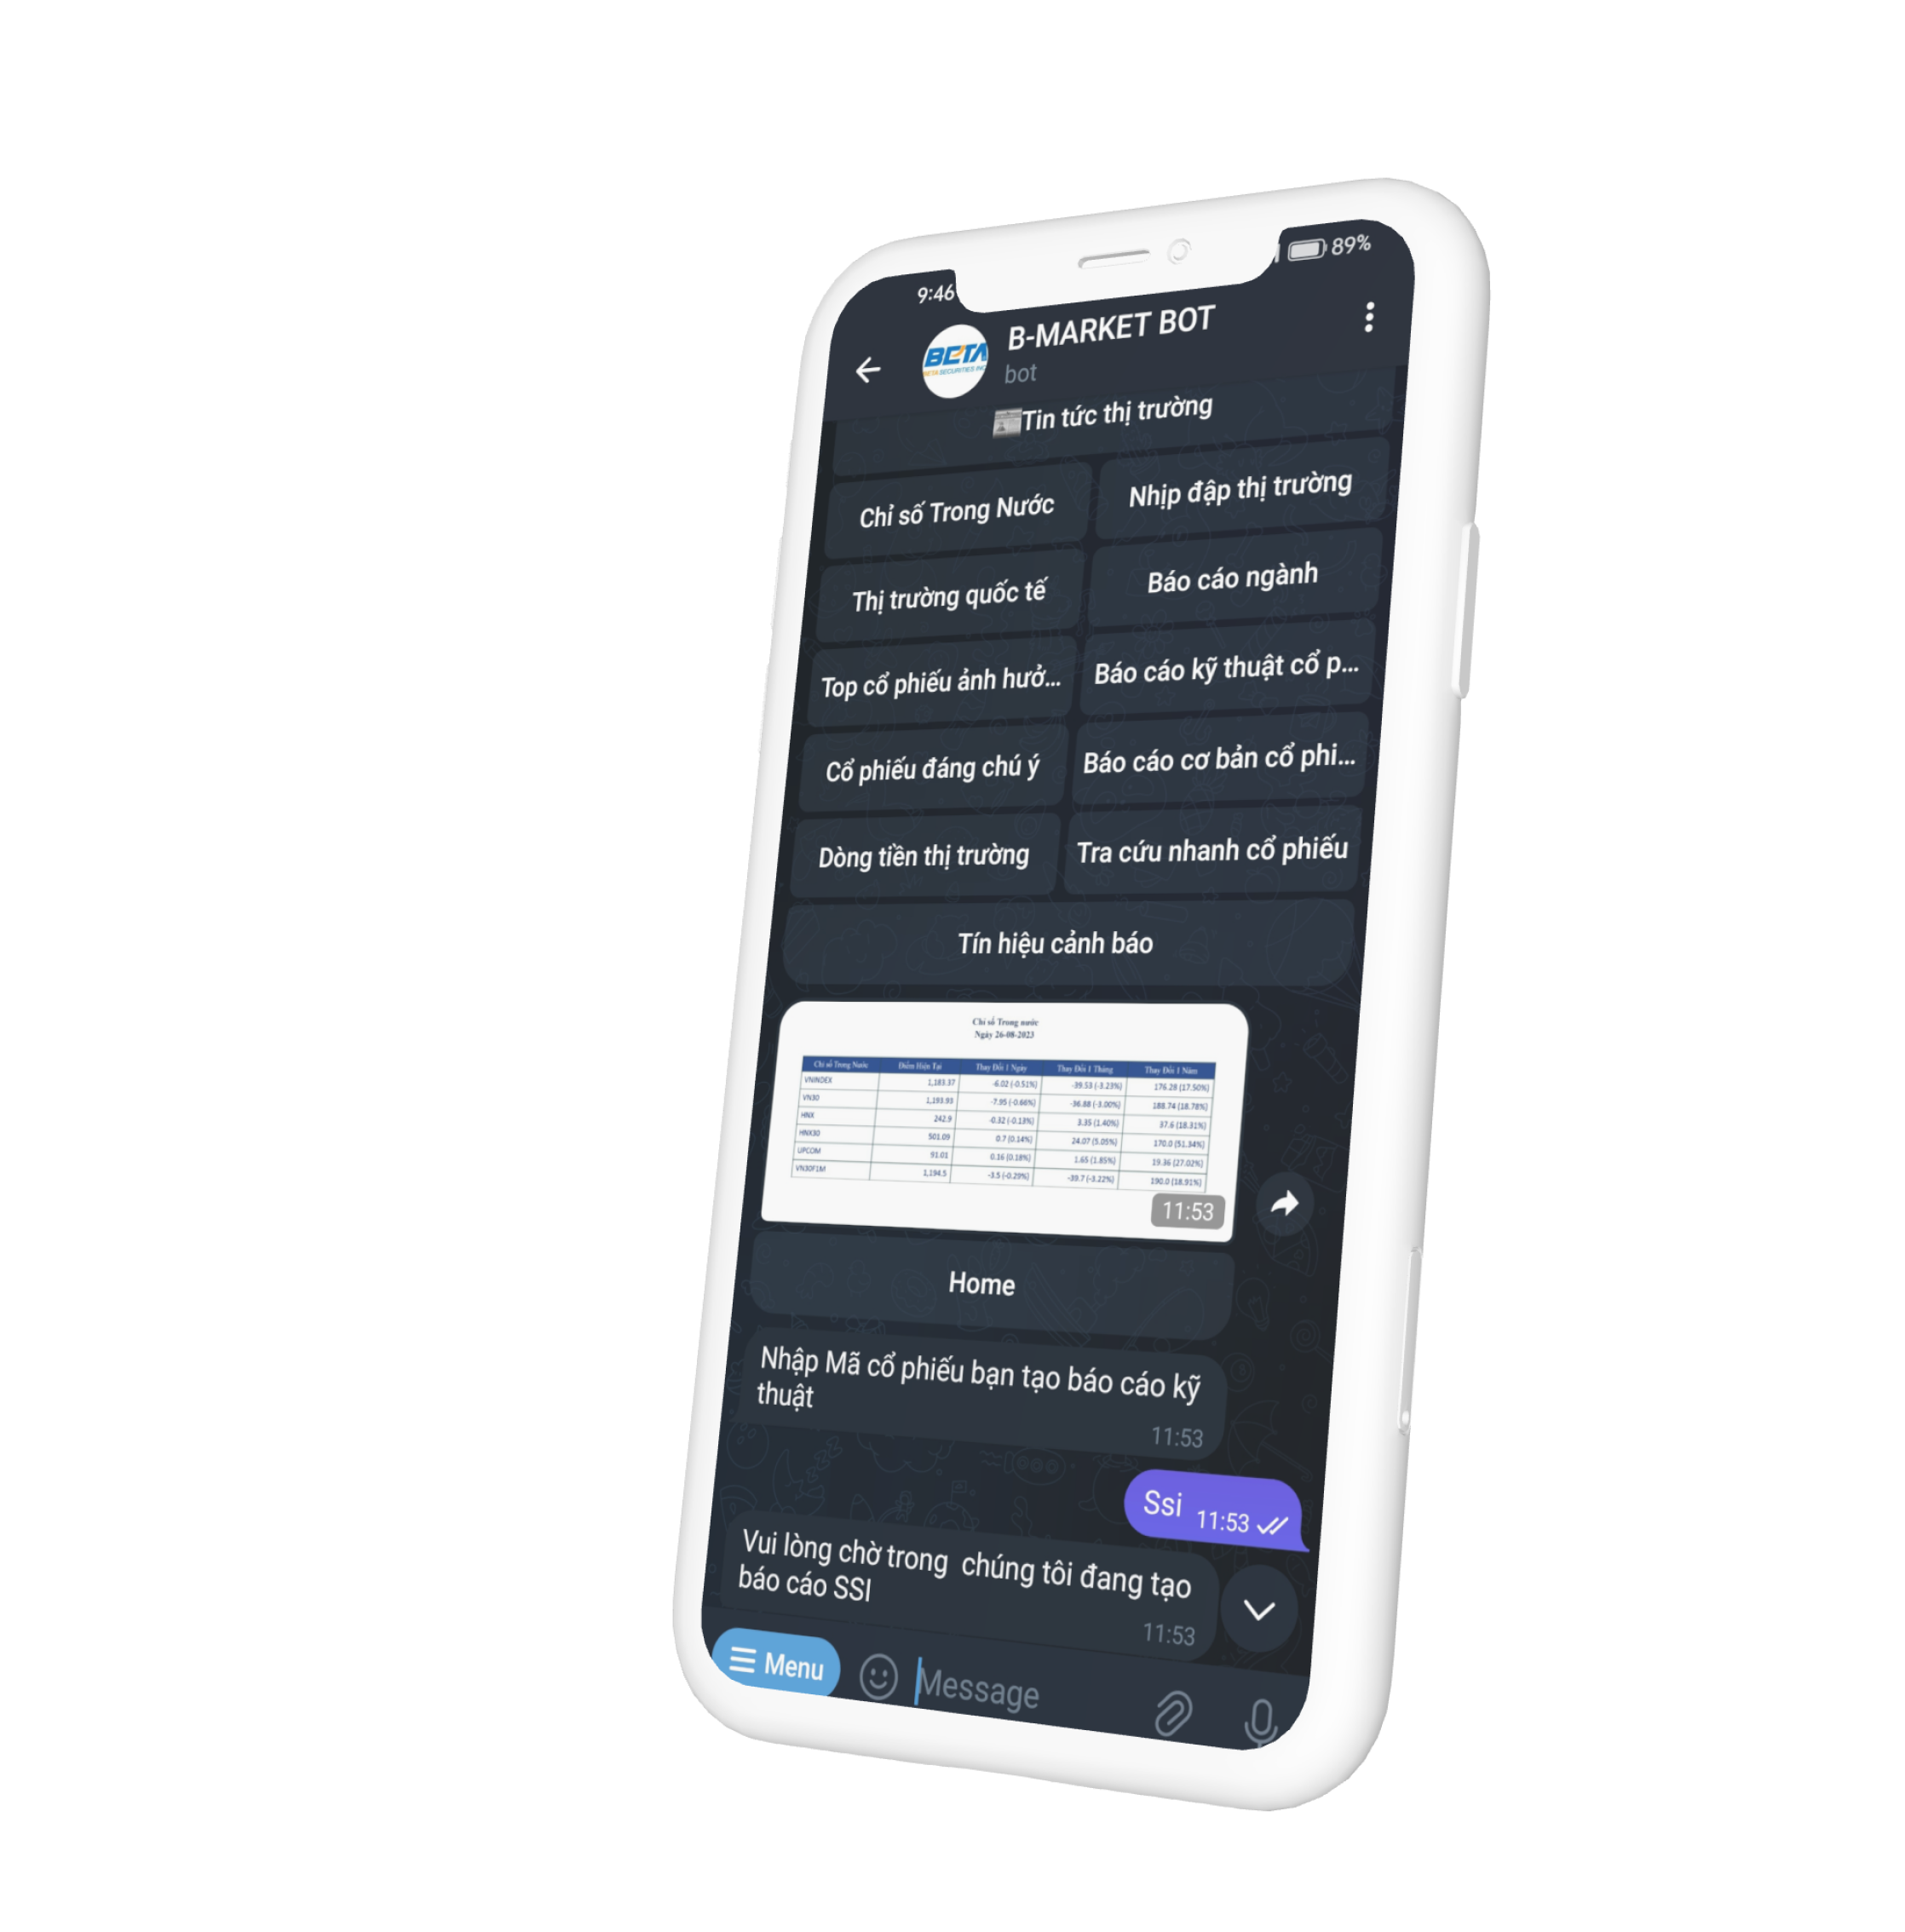 9:46
89%
BETA
BETA SECURITIES INC
B-MARKET BOT
bot
Tin tức thị trường
Chỉ số Trong Nước
Nhịp đập thị trường
Thị trường quốc tế
Báo cáo ngành
Top cổ phiếu ảnh hưở...
Báo cáo kỹ thuật cổ p...
Cổ phiếu đáng chú ý
Báo cáo cơ bản cổ phi...
Dòng tiền thị trường
Tra cứu nhanh cổ phiếu
Tín hiệu cảnh báo
Chỉ số Trong nước
Ngày 26-08-2023
Chỉ số Trong Nước Điểm Hiện Tại Thay Đổi 1 Ngày Thay Đổi 1 Tháng Thay Đổi 1 Năm
VNINDEX 1,183.37 -6.02 (-0.51%) -39.53 (-3.23%) 176.28 (17.50%)
VN30 1,193.93 -7.95 (-0.66%) -36.88 (-3.00%) 188.74 (18.78%)
HNX 242.9 -0.32 (-0.13%) 3.35 (1.40%) 37.6 (18.31%)
HNX30 501.09 0.7 (0.14%) 24.07 (5.05%) 170.0 (51.34%)
UPCOM 91.01 0.16 (0.18%) 1.65 (1.85%) 19.36 (27.02%)
VN30F1M 1,194.5 -3.5 (-0.29%) -39.7 (-3.22%) 190.0 (18.91%)
11:53
Home
Nhập Mã cổ phiếu bạn tạo báo cáo kỹ
thuật
11:53
Ssi 11:53
Vui lòng chờ trong chúng tôi đang tạo
báo cáo SSI
11:53
Menu
Message